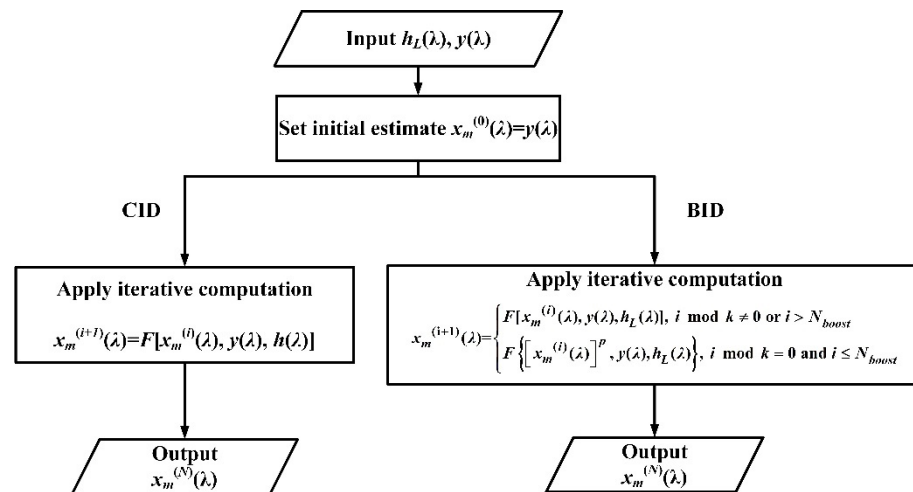 Input h_L(λ), y(λ)
Set initial estimate x_m^(0)(λ)=y(λ)
CID
BID
Apply iterative computation
x_m^(i+1)(λ)=F[x_m^(i)(λ), y(λ), h(λ)]
Apply iterative computation
x_m^(i+1)(λ)={
F[x_m^(i)(λ), y(λ), h_L(λ)], i mod k ≠ 0 or i > N_boost
F{[x_m^(i)(λ)]^p, y(λ), h_L(λ)}, i mod k = 0 and i ≤ N_boost
Output
x_m^(N)(λ)
Output
x_m^(N)(λ)